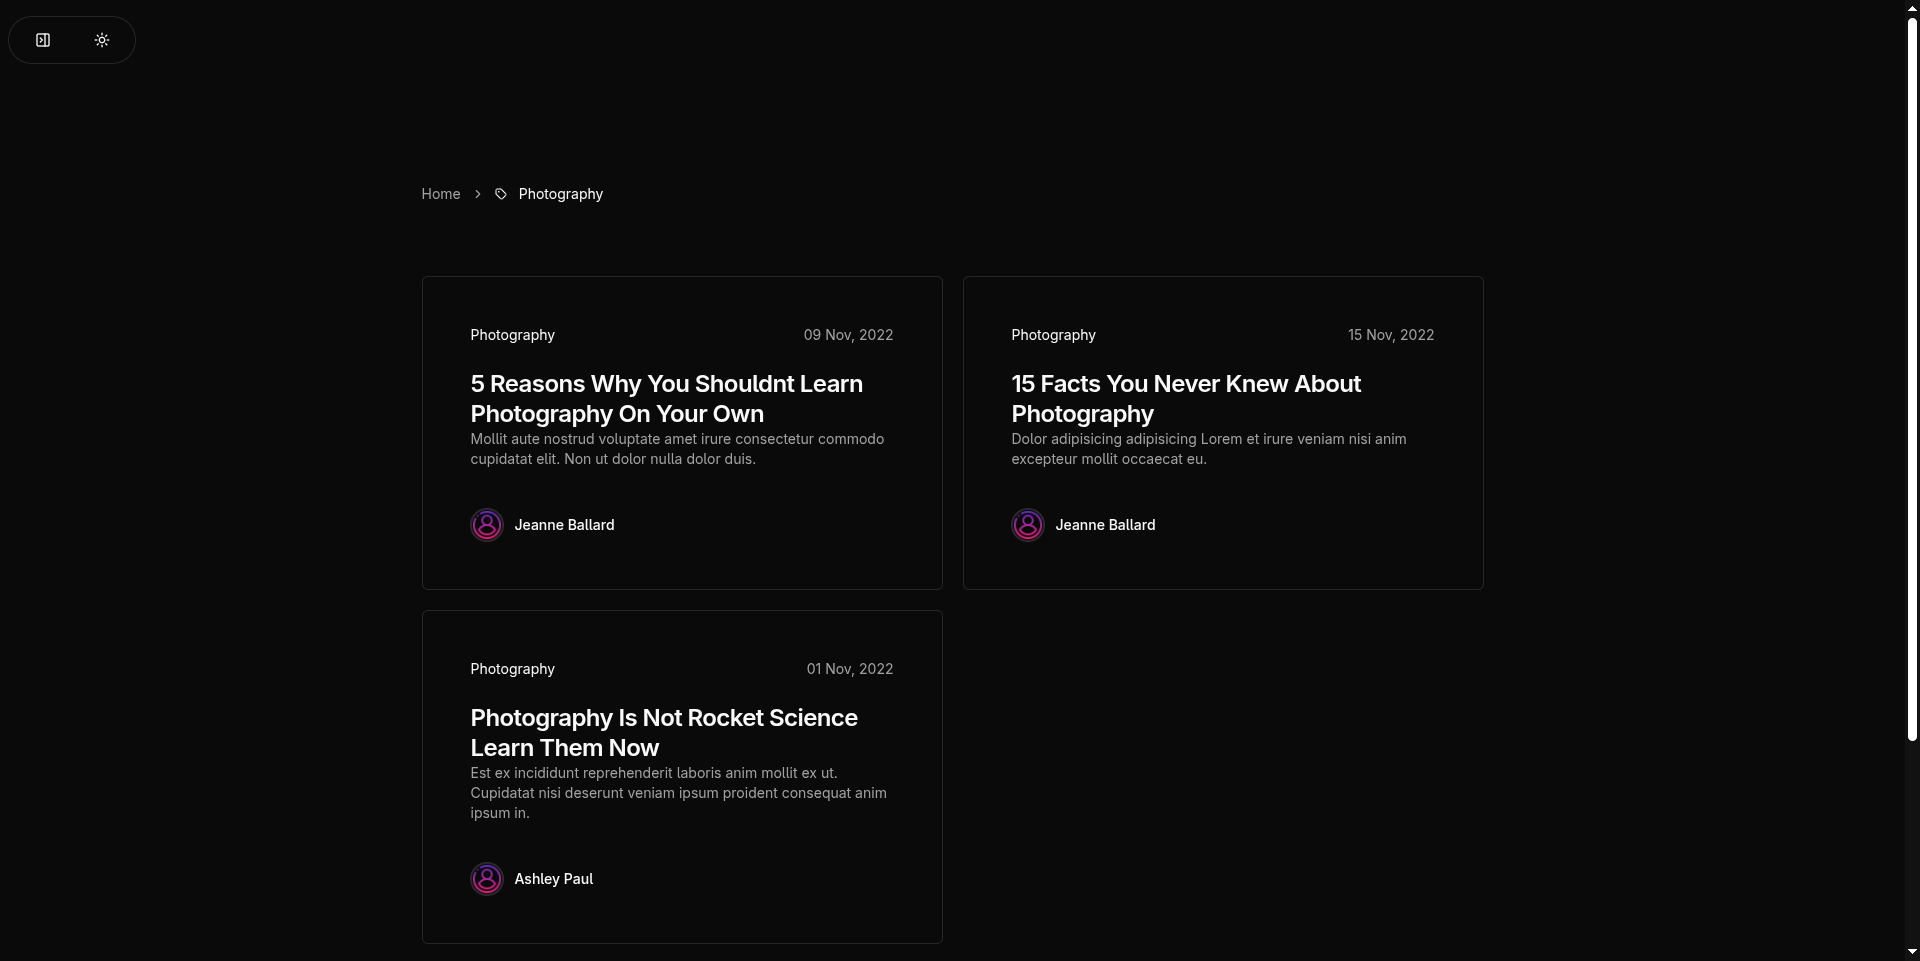 Home
Photography
Photography
09 Nov, 2022
5 Reasons Why You Shouldnt Learn
Photography On Your Own
Mollit aute nostrud voluptate amet irure consectetur commodo
cupidatat elit. Non ut dolor nulla dolor duis.
Jeanne Ballard
Photography
15 Nov, 2022
15 Facts You Never Knew About
Photography
Dolor adipisicing adipisicing Lorem et irure veniam nisi anim
excepteur mollit occaecat eu.
Jeanne Ballard
Photography
01 Nov, 2022
Photography Is Not Rocket Science
Learn Them Now
Est ex incididunt reprehenderit laboris anim mollit ex ut.
Cupidatat nisi deserunt veniam ipsum proident consequat anim
ipsum in.
Ashley Paul